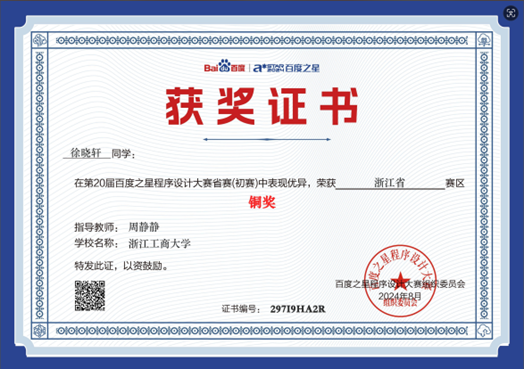 Bai百度 百度之星
获奖证书
徐晓轩 同学：
在第20届百度之星程序设计大赛省赛(初赛)中表现优异，荣获 浙江省 赛区
铜奖
指导教师： 周静静
学校名称： 浙江工商大学
特发此证，以资鼓励。
百度之星程序设计大赛组织委员会
2024年8月
百度之星程序设计大赛
组织委员会
证书编号： 297I9HA2R